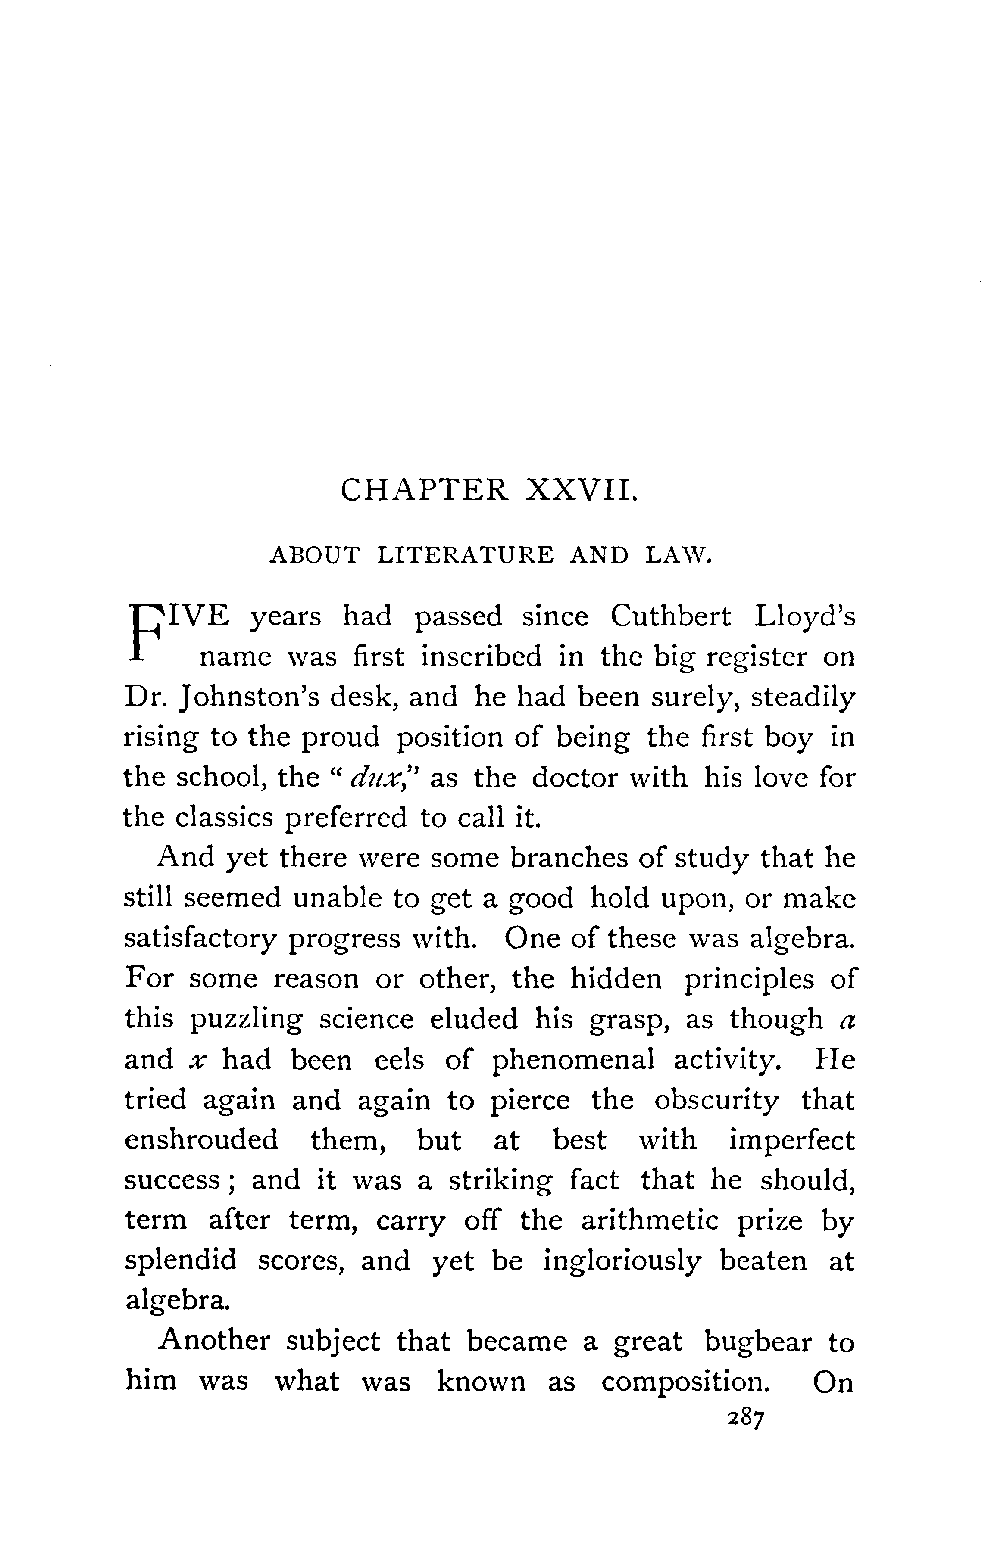 CHAPTER XXVII.
ABOUT LITERATURE AND LAW.
FIVE years had passed since Cuthbert Lloyd's
name was first inscribed in the big register on
Dr. Johnston's desk, and he had been surely, steadily
rising to the proud position of being the first boy in
the school, the "dux," as the doctor with his love for
the classics preferred to call it.
And yet there were some branches of study that he
still seemed unable to get a good hold upon, or make
satisfactory progress with. One of these was algebra.
For some reason or other, the hidden principles of
this puzzling science eluded his grasp, as though a
and x had been eels of phenomenal activity. He
tried again and again to pierce the obscurity that
enshrouded them, but at best with imperfect
success; and it was a striking fact that he should,
term after term, carry off the arithmetic prize by
splendid scores, and yet be ingloriously beaten at
algebra.
Another subject that became a great bugbear to
him was what was known as composition. On
287